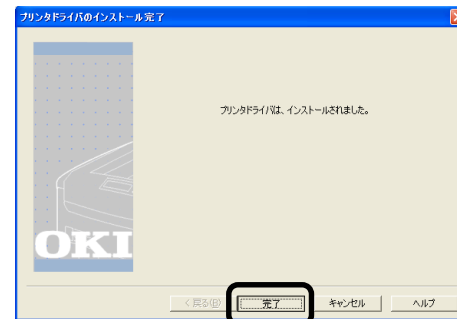 プリンタドライバのインストール完了
プリンタドライバは、インストールされました。
OKI
< 戻る(B)
完了
キャンセル
ヘルプ